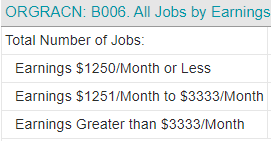 ORGRACN: B006. All Jobs by Earnings
Total Number of Jobs:
Earnings $1250/Month or Less
Earnings $1251/Month to $3333/Month
Earnings Greater than $3333/Month